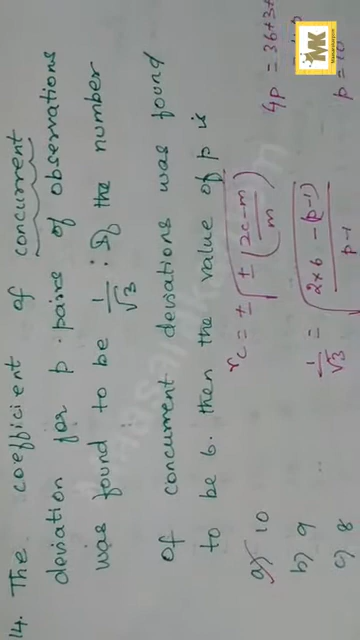 14. The coefficient of concurrent
deviation for p. pairs of observations
was found to be 1/√3 : If the number
of concurrent deviations was found
to be 6. then the value of p is
a) 10
b) 9
c) 8
rc = ± √ ± (2c-m / m)
1/√3 = √ 2×6 - (p-1) / p-1
4p = 36+3+
p = 10
MK